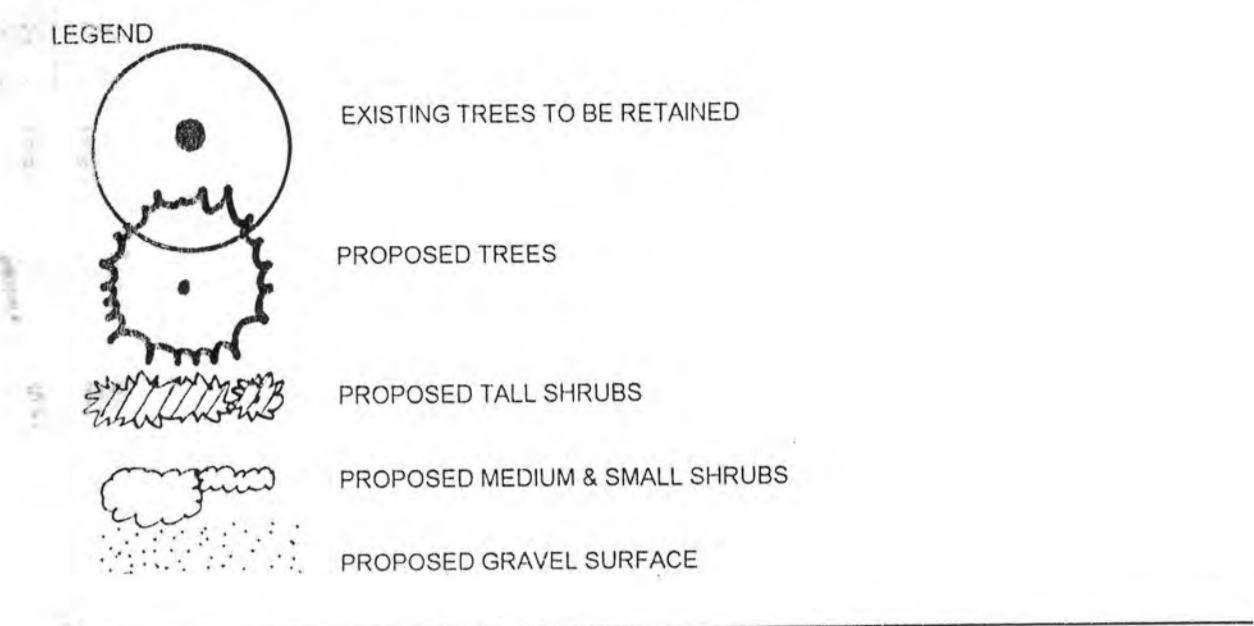 LEGEND
EXISTING TREES TO BE RETAINED
PROPOSED TREES
PROPOSED TALL SHRUBS
PROPOSED MEDIUM & SMALL SHRUBS
PROPOSED GRAVEL SURFACE